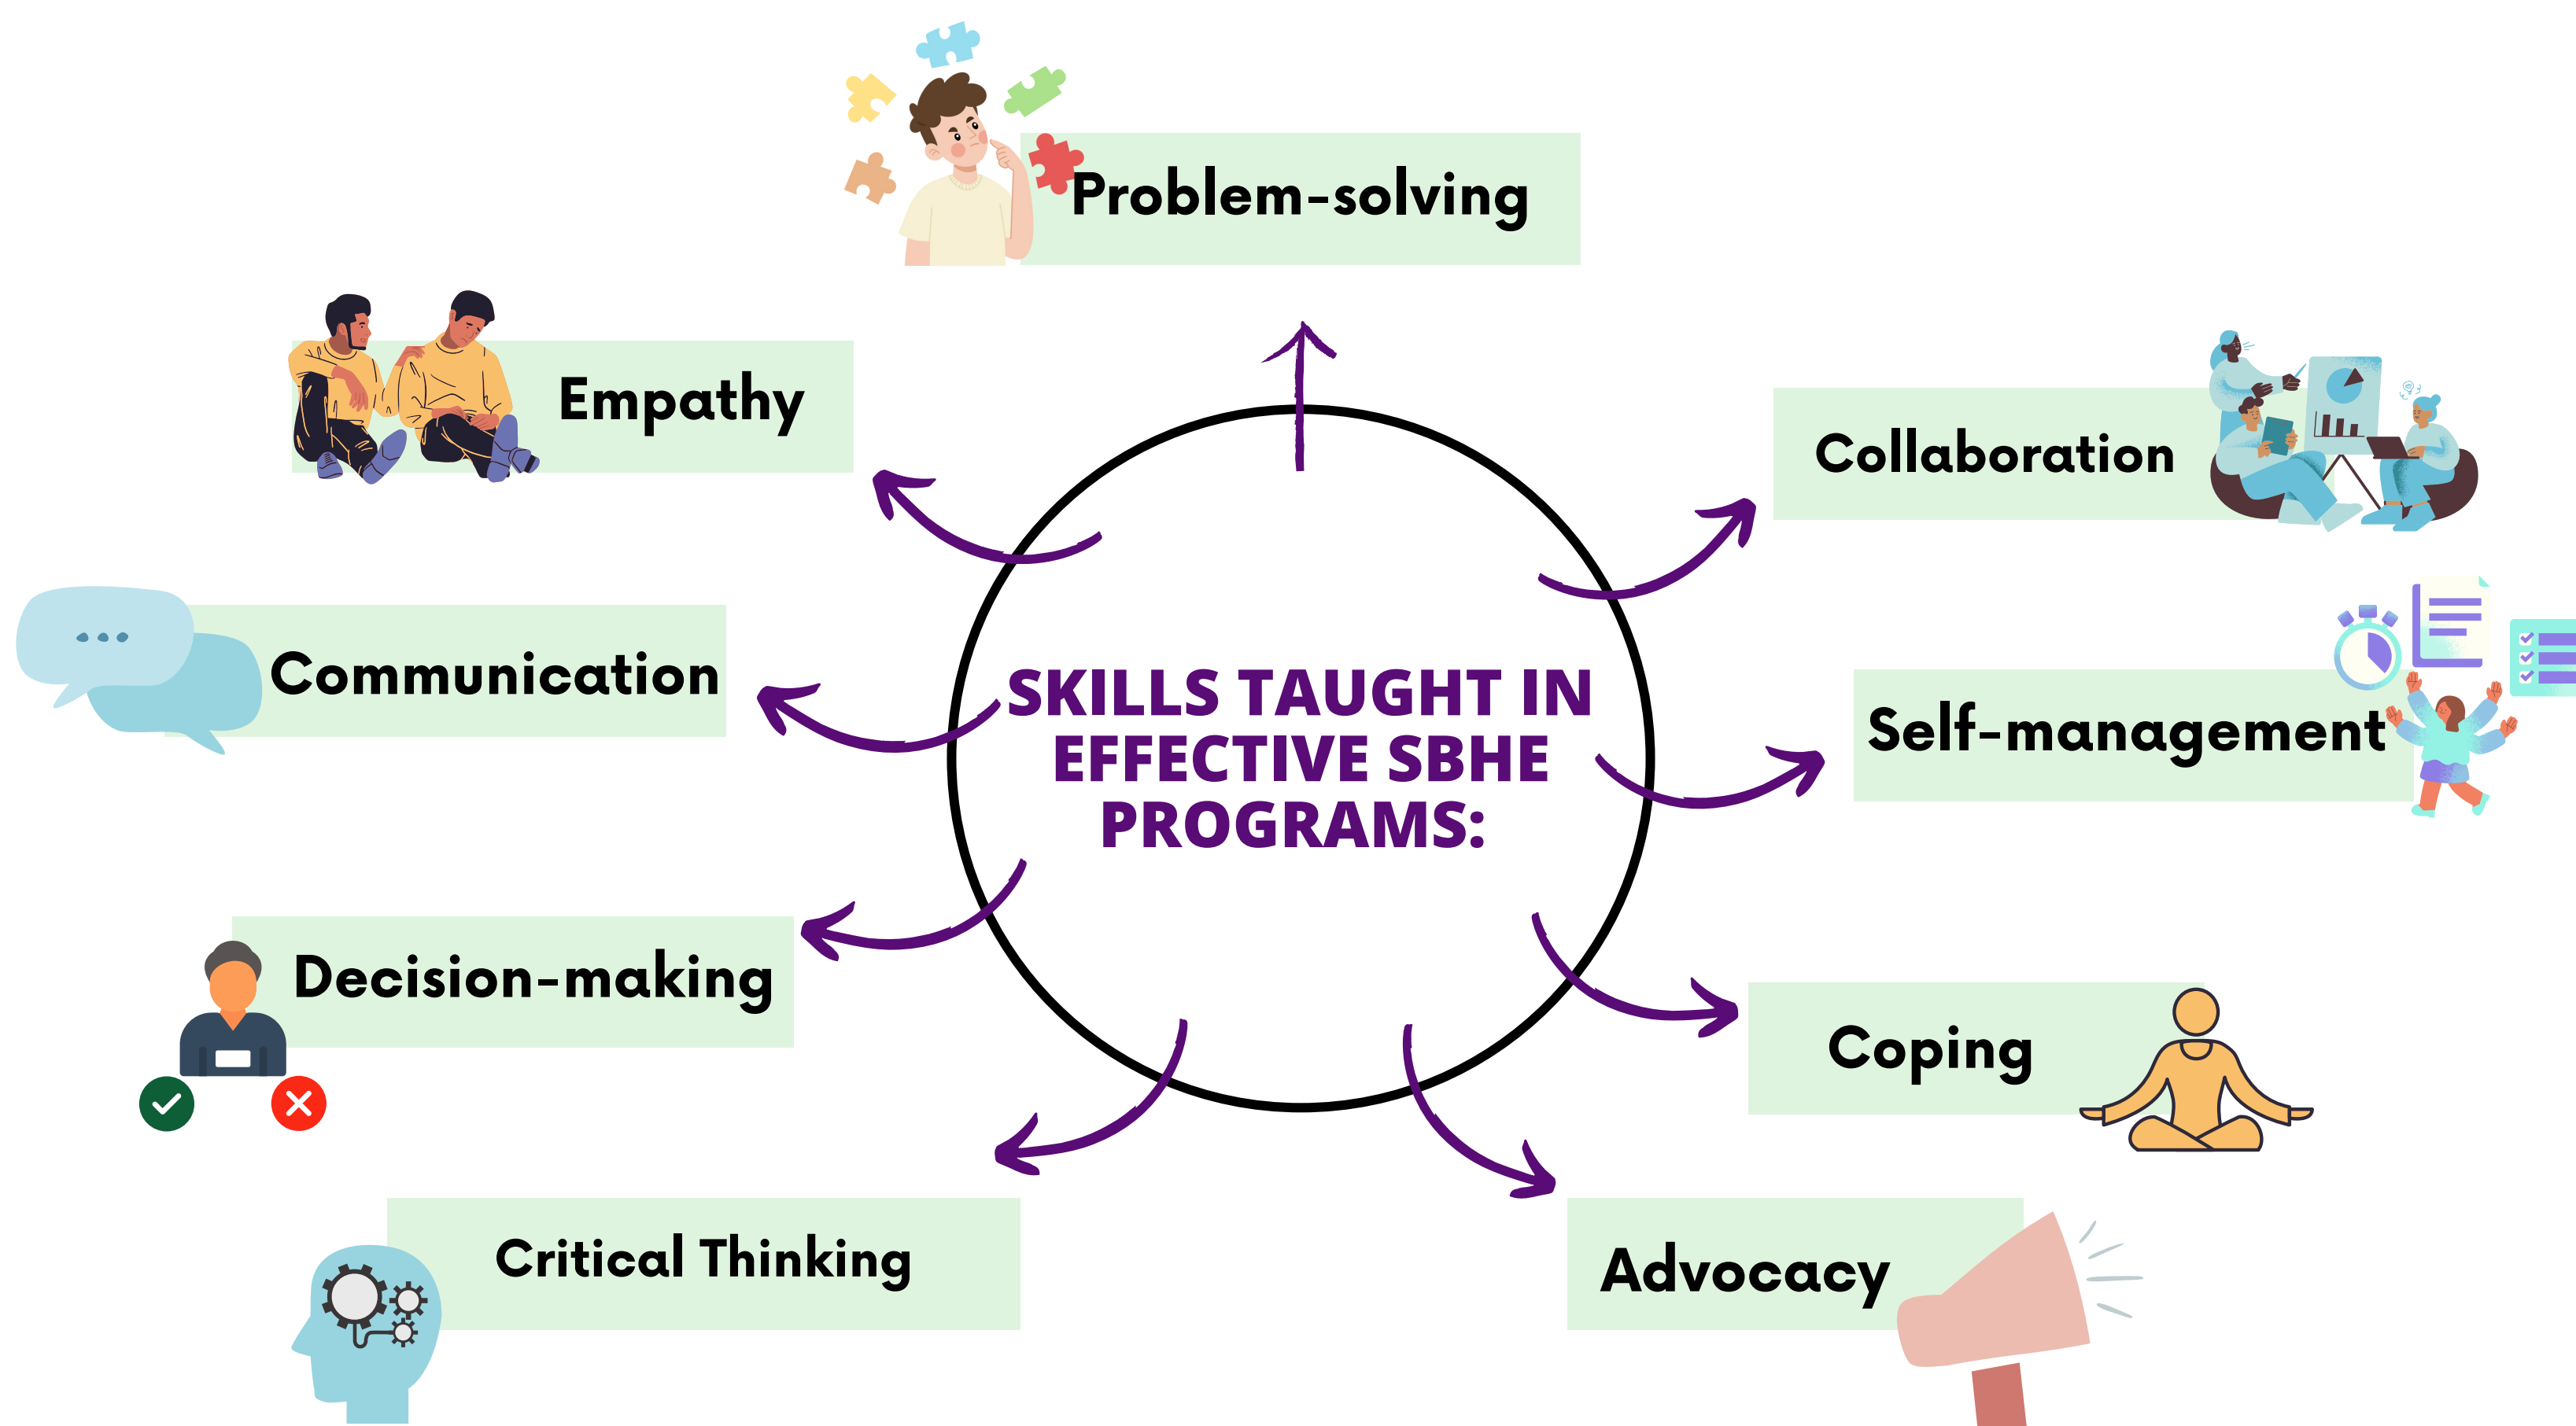 Problem-solving
Empathy
Collaboration
Communication
Self-management
SKILLS TAUGHT IN
EFFECTIVE SBHE
PROGRAMS:
Decision-making
Coping
Critical Thinking
Advocacy